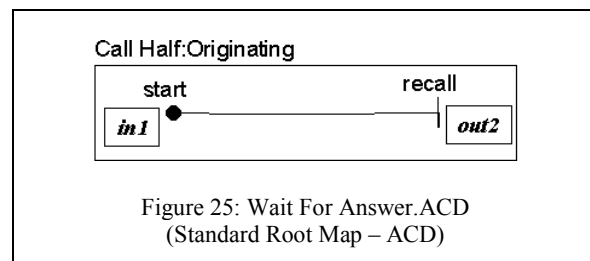 Call Half:Originating
start
recall
in1
out2
Figure 25: Wait For Answer.ACD
(Standard Root Map – ACD)